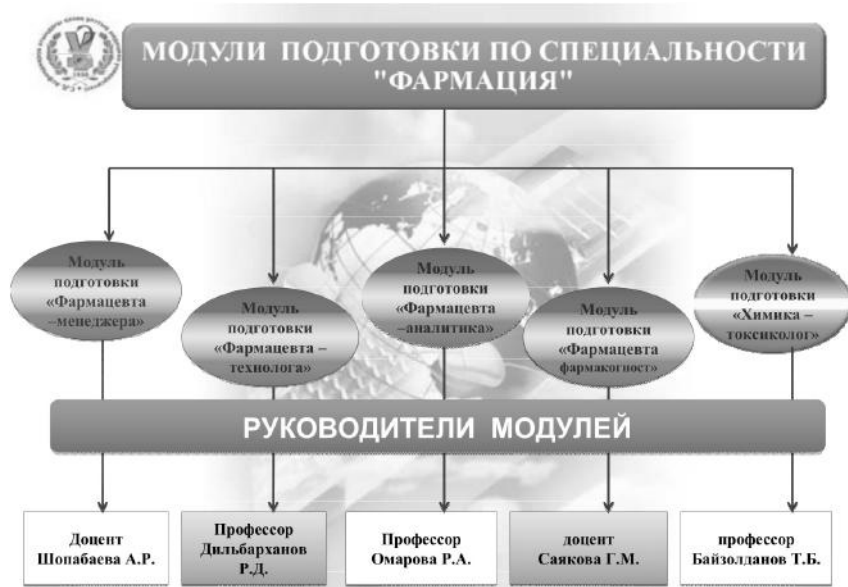 МОДУЛИ ПОДГОТОВКИ ПО СПЕЦИАЛЬНОСТИ
"ФАРМАЦИЯ"
Модуль
подготовки
«Фармацевта
–менеджера»
Модуль
подготовки
«Фармацевта –
технолога»
Модуль
подготовки
«Фармацевта
–аналитика»
Модуль
подготовки
«Фармацевта
фармакогност»
Модуль
подготовки
«Химика –
токсиколог»
РУКОВОДИТЕЛИ МОДУЛЕЙ
Доцент
Шопабаева А.Р.
Профессор
Дильбарханов
Р.Д.
Профессор
Омарова Р.А.
доцент
Саякова Г.М.
профессор
Байзолданов Т.Б.